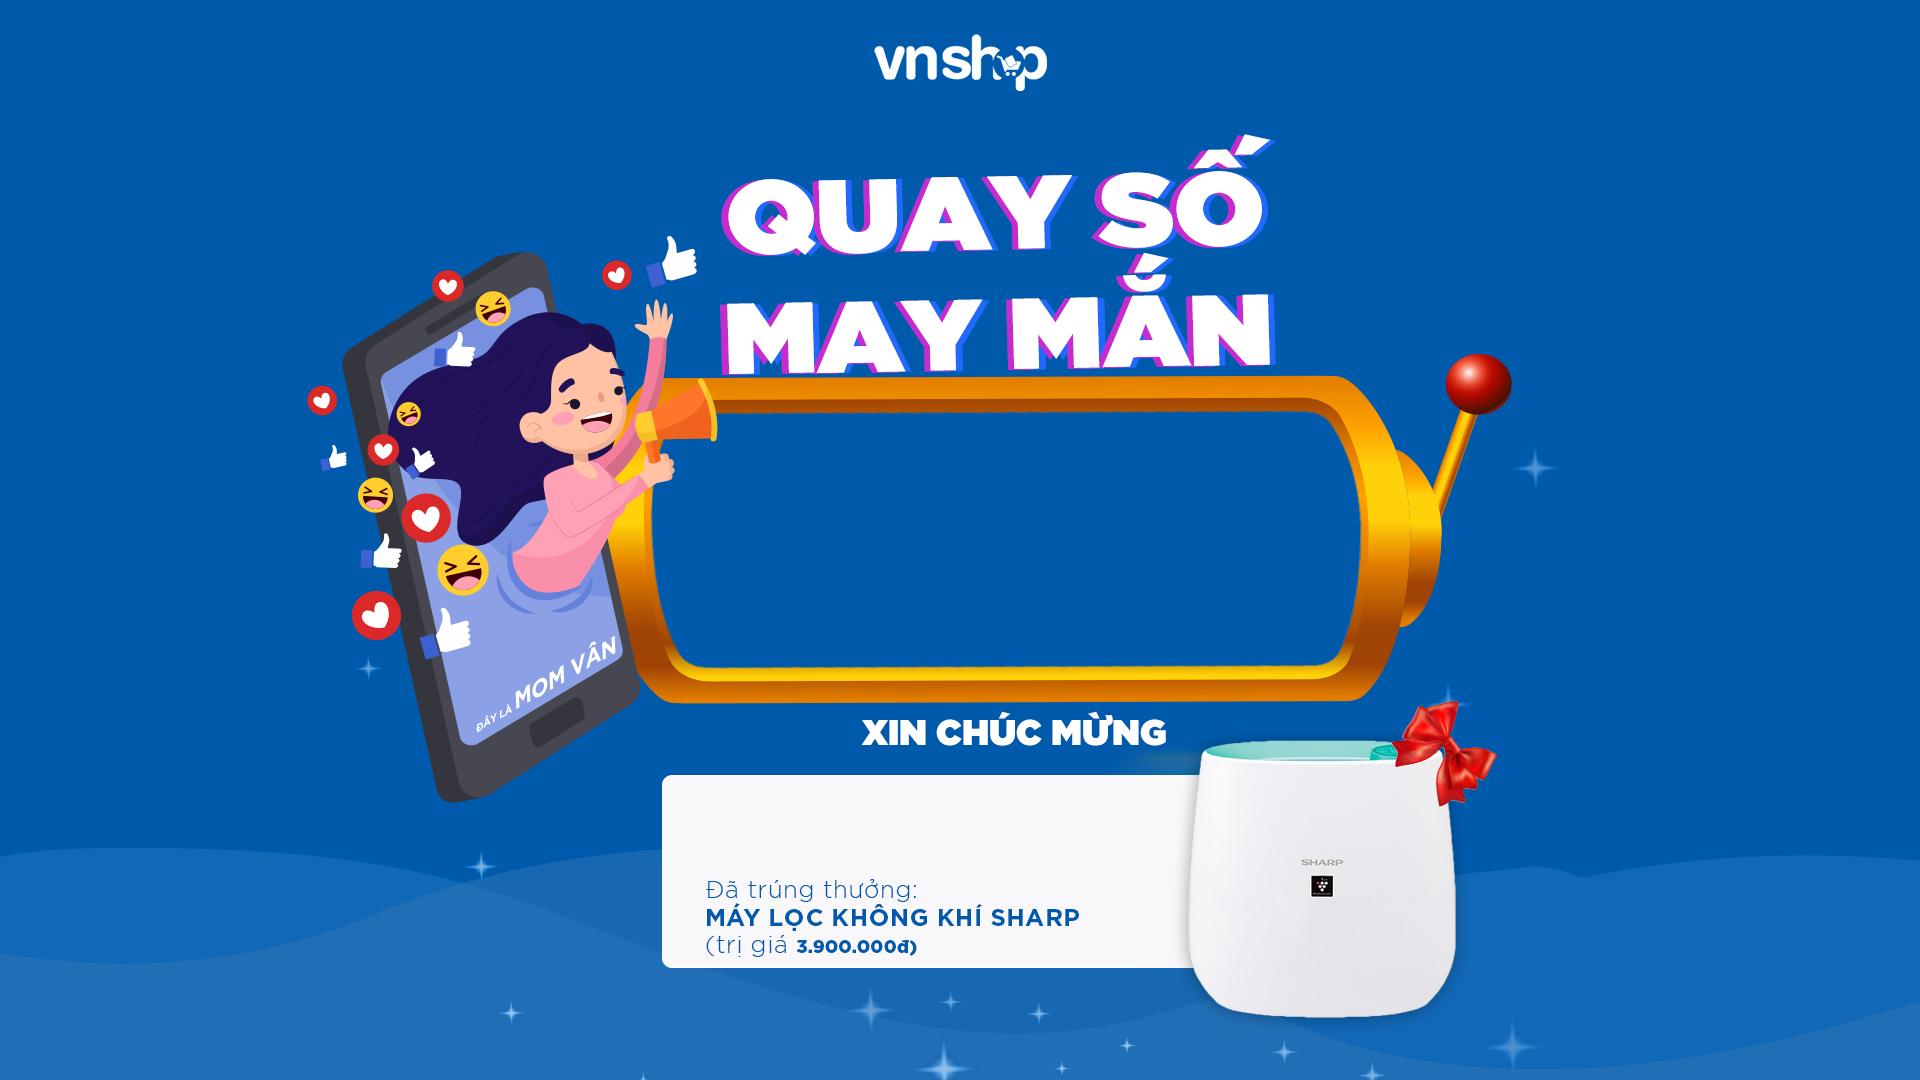 vnshop
QUAY SỐ
MAY MẮN
ĐÂY LÀ MOM VÂN
XIN CHÚC MỪNG
Đã trúng thưởng:
MÁY LỌC KHÔNG KHÍ SHARP
(trị giá 3.900.000đ)
SHARP